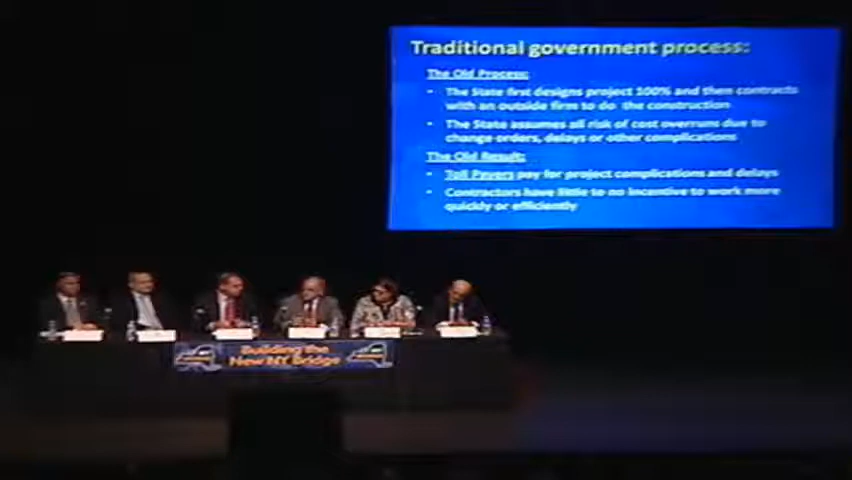 Traditional government process:
The Old Process:
• The State first designs project 100% and then contracts
with an outside firm to do the construction
• The State assumes all risk of cost overruns due to
change orders, delays or other complications
The Old Result:
• Toll Payers pay for project complications and delays
• Contractors have little to no incentive to work more
quickly or efficiently
Building the
New NY Bridge